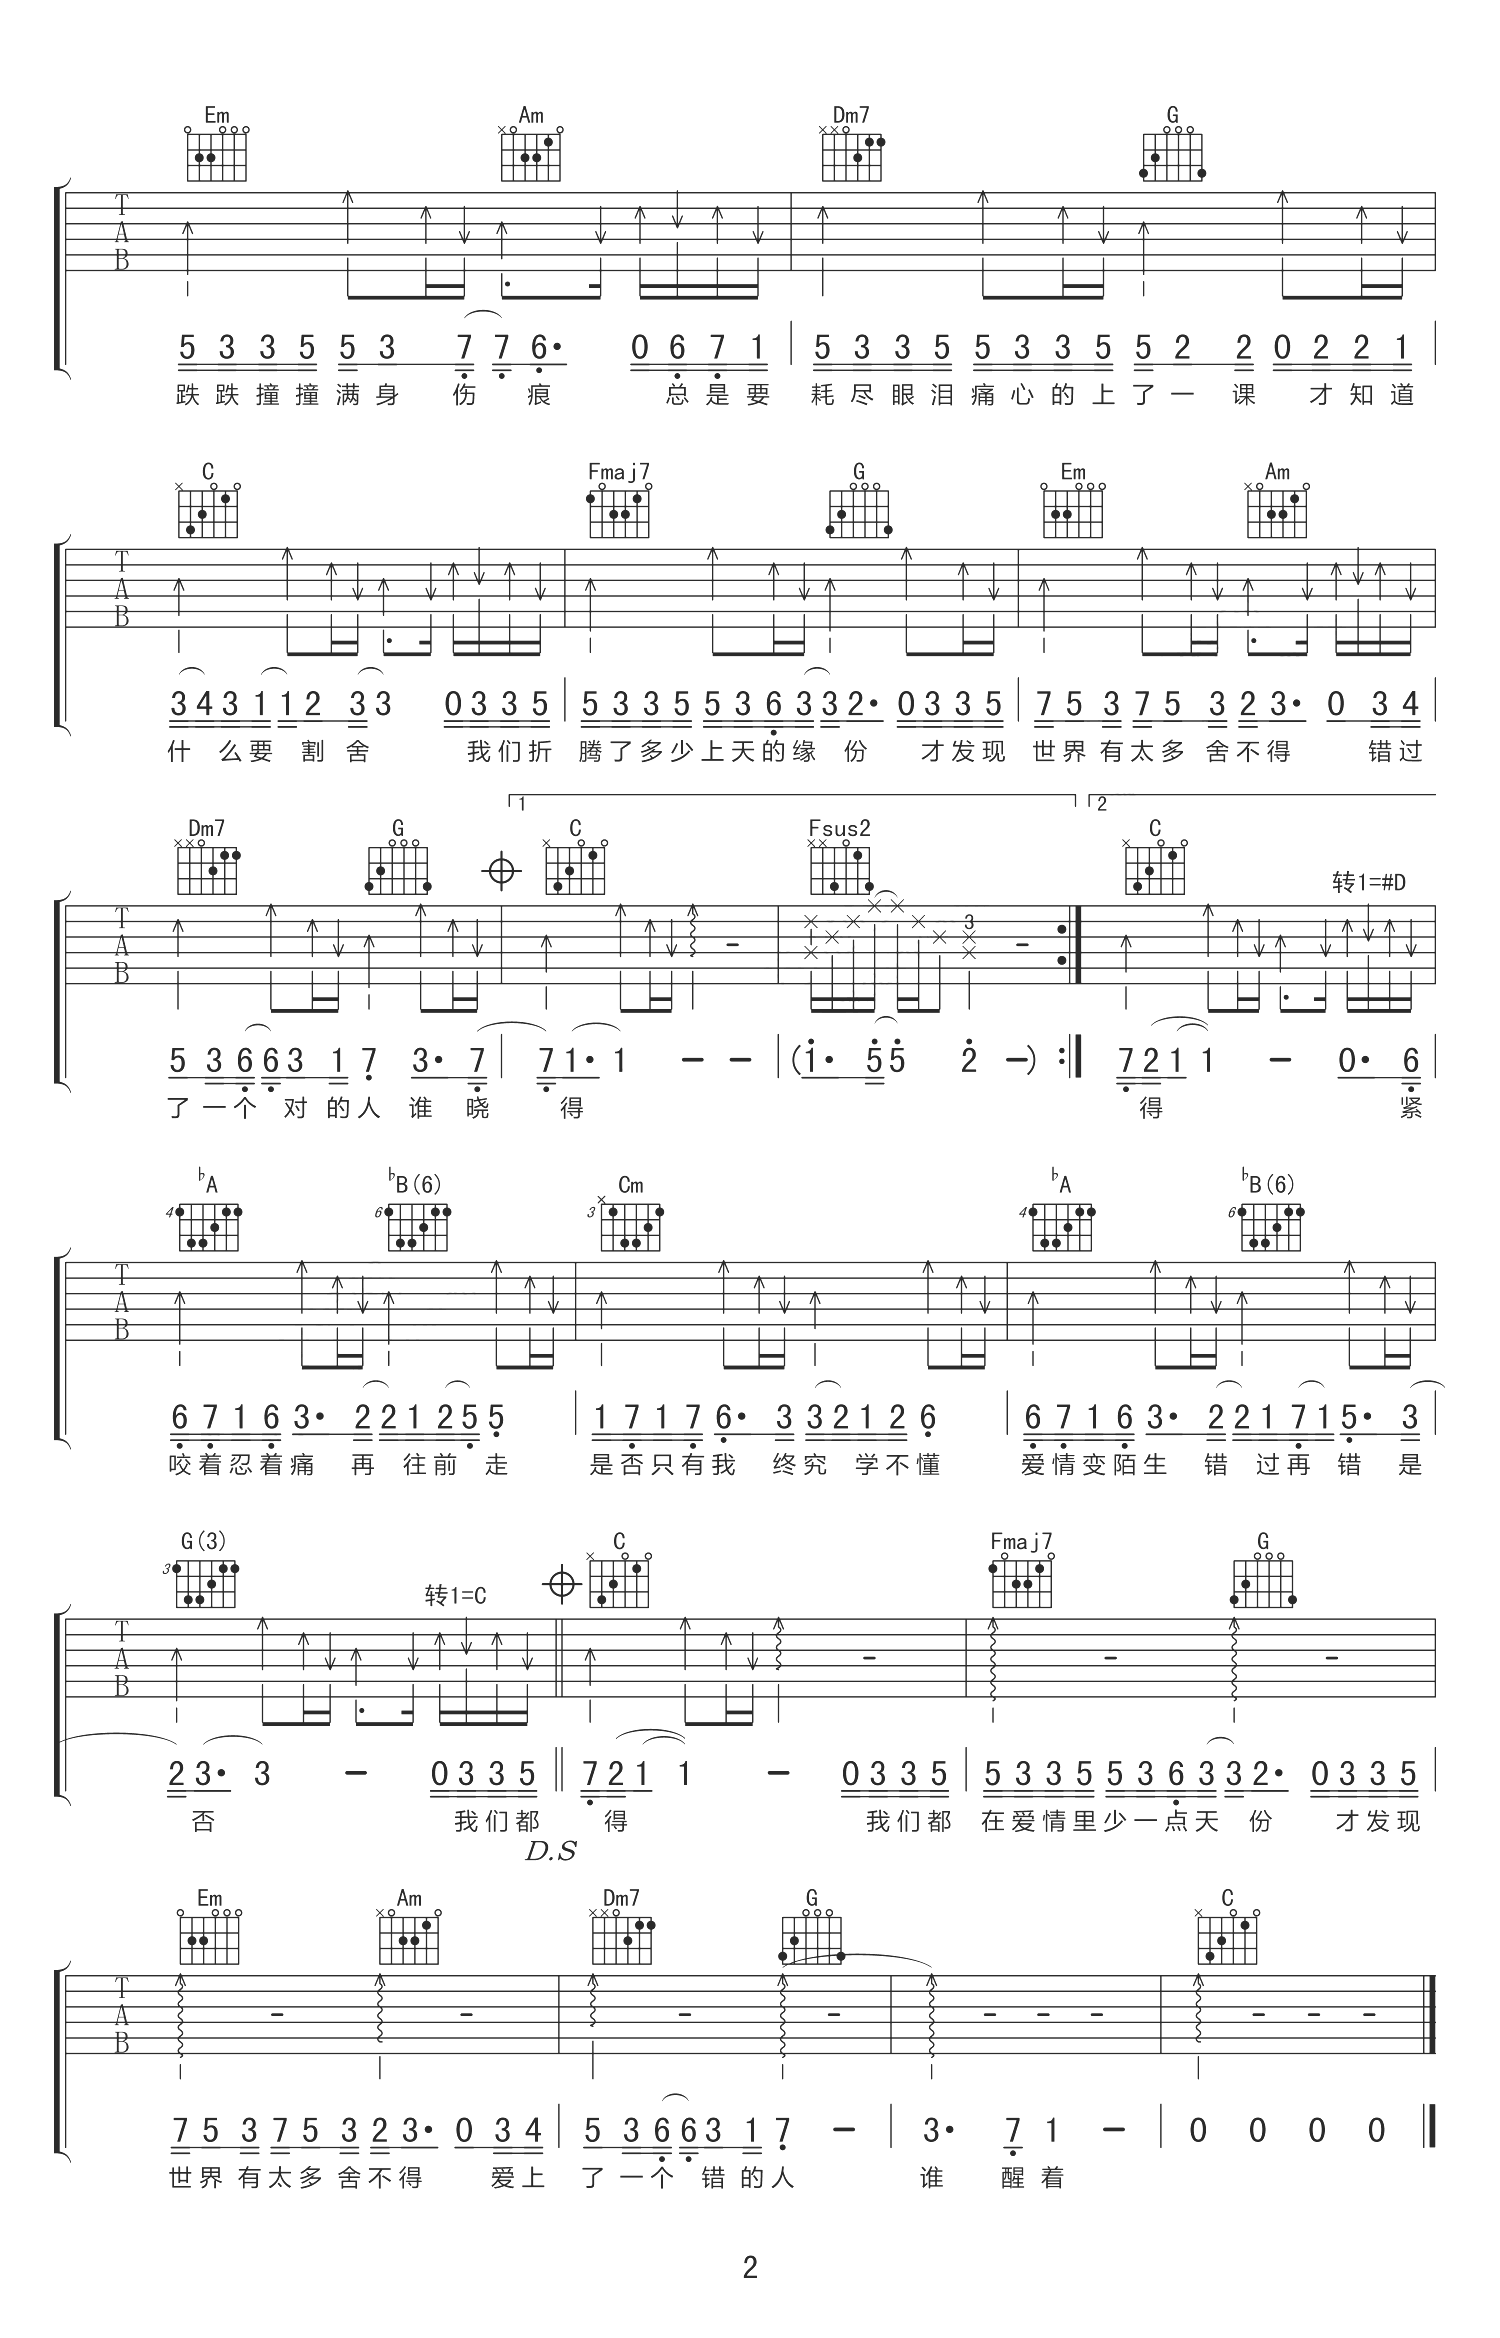 Em Am Dm7 G
T
A
B
5 3 3 5 5 3 7 7 6· 0 6 7 1 5 3 3 5 5 3 3 5 5 2 2 0 2 2 1
跌跌撞撞满身 伤 痕 总是要 耗尽眼泪痛心的上了一 课 才知道
C Fmaj7 G Em Am
T
A
B
3 4 3 1 1 2 3 3 0 3 3 5 5 3 3 5 5 3 6 3 3 2· 0 3 3 5 7 5 3 7 5 3 2 3· 0 3 4
什 么要 割 舍 我们折 腾了多少上天的缘 份 才发现 世界有太多 舍不得 错过
1 2
Dm7 G C Fsus2 C
转1=#D
T
A
B
3
5 3 6 6 3 1 7 3· 7 7 1· 1 - - (1· 5 5 2 -) 7 2 1 1 - 0· 6
了一个 对的人 谁 晓 得 得 紧
♭A ♭B(6) Cm ♭A ♭B(6)
4 6 3 4 6
T
A
B
6 7 1 6 3· 2 2 1 2 5 5 1 7 1 7 6· 3 3 2 1 2 6 6 7 1 6 3· 2 2 1 7 1 5· 3
咬着忍着痛 再 往前 走 是否只有我 终究 学不懂 爱情变陌生 错 过再 错 是
G(3) C Fmaj7 G
3
转1=C
T
A
B
2 3· 3 - 0 3 3 5 7 2 1 1 - 0 3 3 5 5 3 3 5 5 3 6 3 3 2· 0 3 3 5
否 我们都 得 我们都 在爱情里少一点天 份 才发现
D.S
Em Am Dm7 G C
T
A
B
7 5 3 7 5 3 2 3· 0 3 4 5 3 6 6 3 1 7 - 3· 7 1 - 0 0 0 0
世界 有太多 舍不得 爱上 了一个 错的人 谁 醒着
2